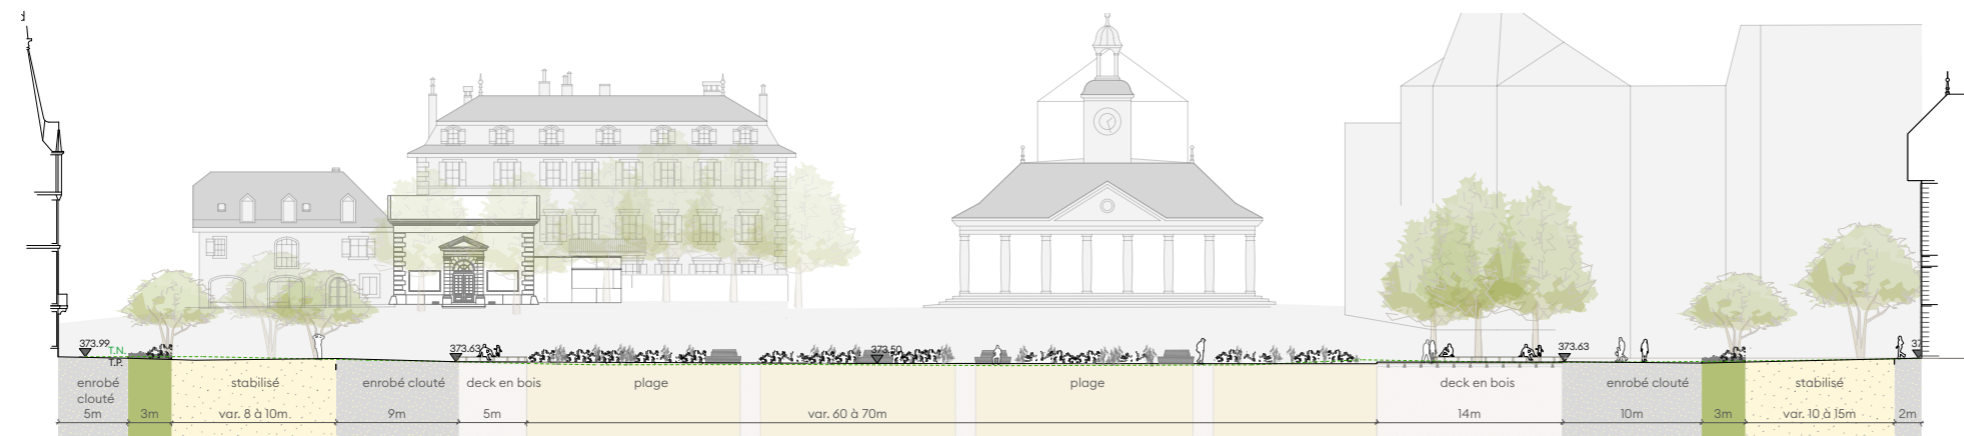 d
373.99
T.N.
T.P.
373.63
373.50
373.63
37
enrobé
clouté
5m
3m
stabilisé
var. 8 à 10m
enrobé clouté
9m
deck en bois
5m
plage
var. 60 à 70m
plage
deck en bois
14m
enrobé clouté
10m
3m
stabilisé
var. 10 à 15m
2m